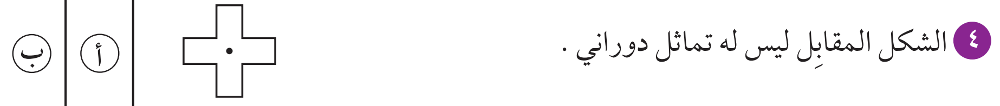 ٤ الشكل المقابِل ليس له تماثل دوراني . أ ب